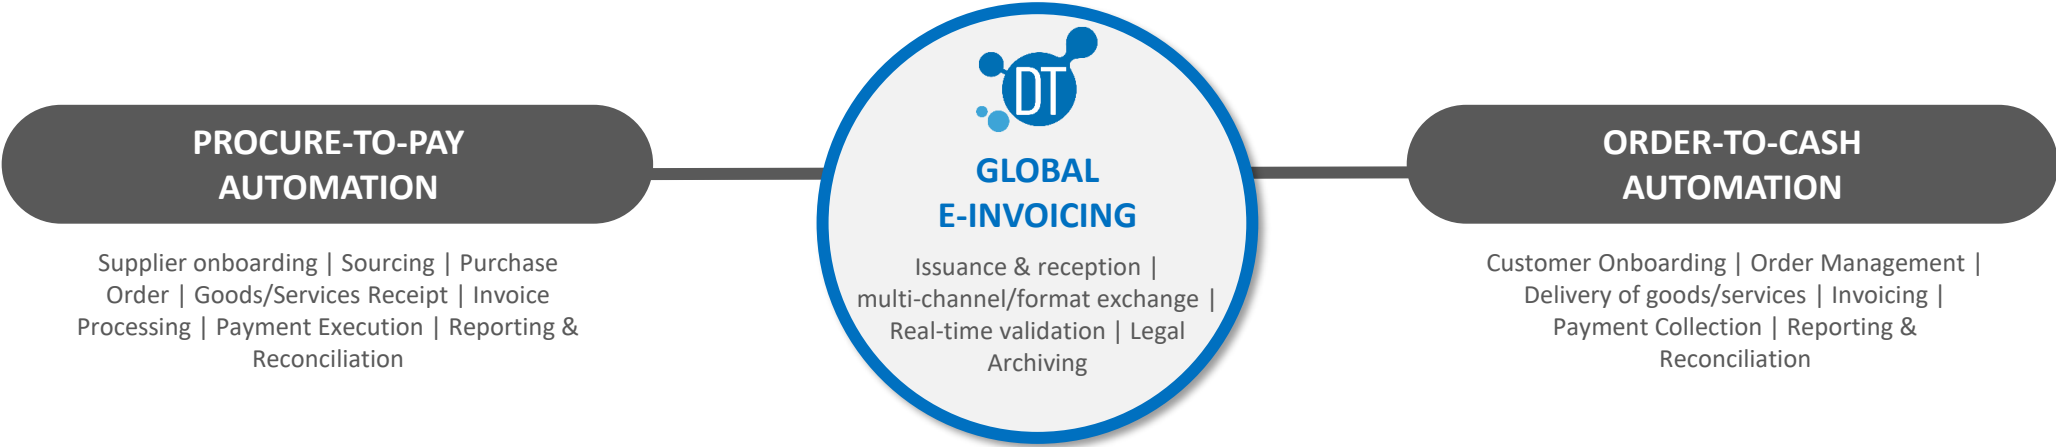 PROCURE-TO-PAY
AUTOMATION
Supplier onboarding | Sourcing | Purchase
Order | Goods/Services Receipt | Invoice
Processing | Payment Execution | Reporting &
Reconciliation
DT
GLOBAL
E-INVOICING
Issuance & reception |
multi-channel/format exchange |
Real-time validation | Legal
Archiving
ORDER-TO-CASH
AUTOMATION
Customer Onboarding | Order Management |
Delivery of goods/services | Invoicing |
Payment Collection | Reporting &
Reconciliation